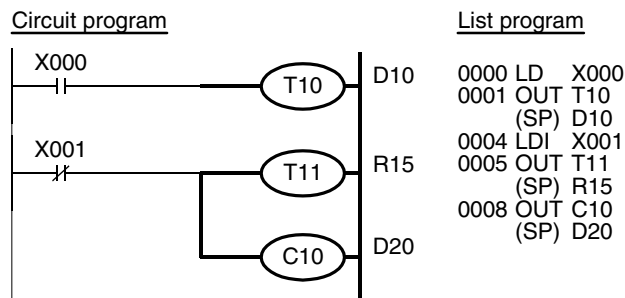 Circuit program
X000
T10
D10
X001
T11
R15
C10
D20
List program
0000 LD X000
0001 OUT T10
(SP) D10
0004 LDI X001
0005 OUT T11
(SP) R15
0008 OUT C10
(SP) D20